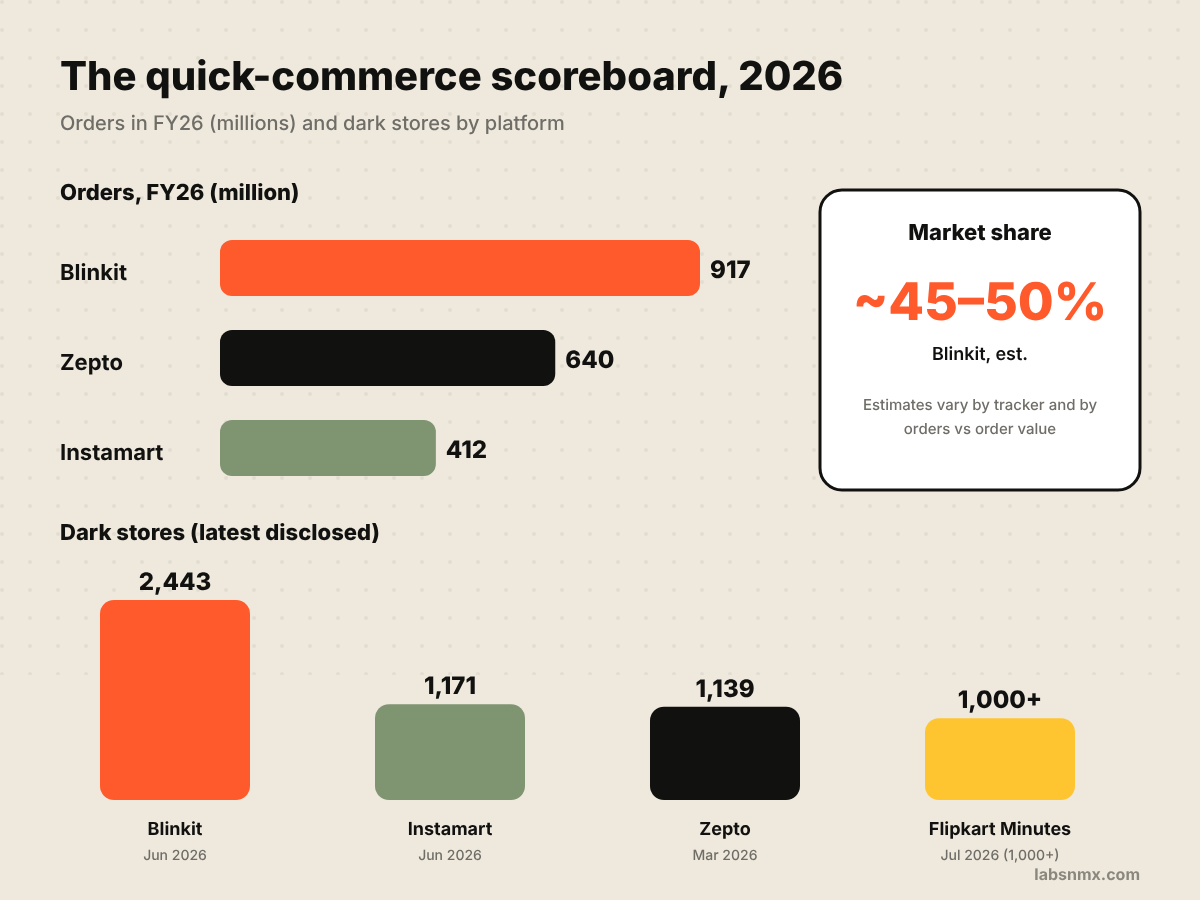 The quick-commerce scoreboard, 2026
Orders in FY26 (millions) and dark stores by platform
Orders, FY26 (million)
Blinkit
917
Zepto
640
Instamart
412
Market share
~45–50%
Blinkit, est.
Estimates vary by tracker and by
orders vs order value
Dark stores (latest disclosed)
2,443
Blinkit
Jun 2026
1,171
Instamart
Jun 2026
1,139
Zepto
Mar 2026
1,000+
Flipkart Minutes
Jul 2026 (1,000+)
labsnmx.com